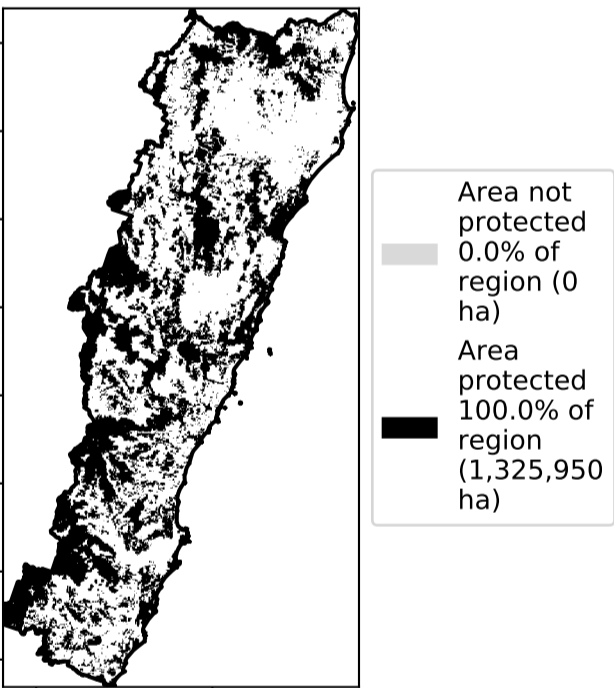 Area not
protected
0.0% of
region (0
ha)
Area
protected
100.0% of
region
(1,325,950
ha)